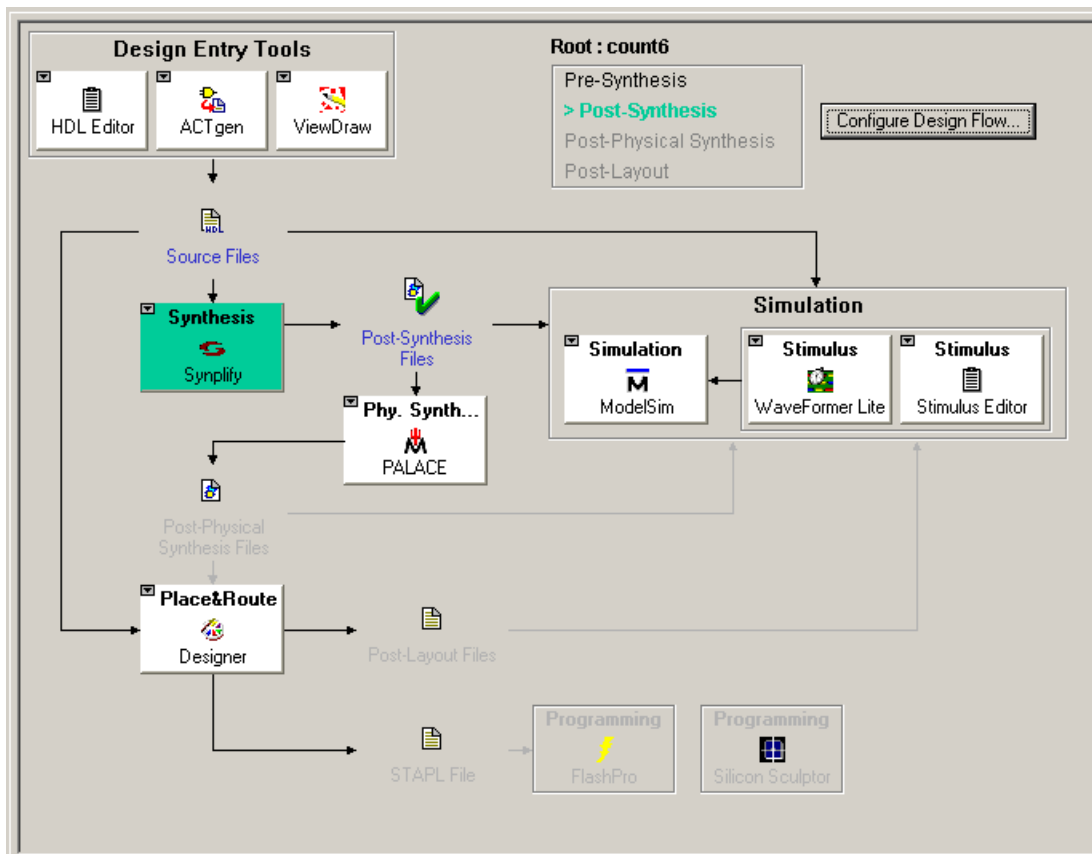 Design Entry Tools
HDL Editor
ACTgen
ViewDraw
Root : count6
Pre-Synthesis
> Post-Synthesis
Post-Physical Synthesis
Post-Layout
Configure Design Flow...
HDL
Source Files
Synthesis
Synplify
Post-Synthesis
Files
Simulation
Simulation
ModelSim
Stimulus
WaveFormer Lite
Stimulus
Stimulus Editor
Phy. Synth...
PALACE
Post-Physical
Synthesis Files
Place&Route
Designer
Post-Layout Files
STAPL File
Programming
FlashPro
Programming
Silicon Sculptor